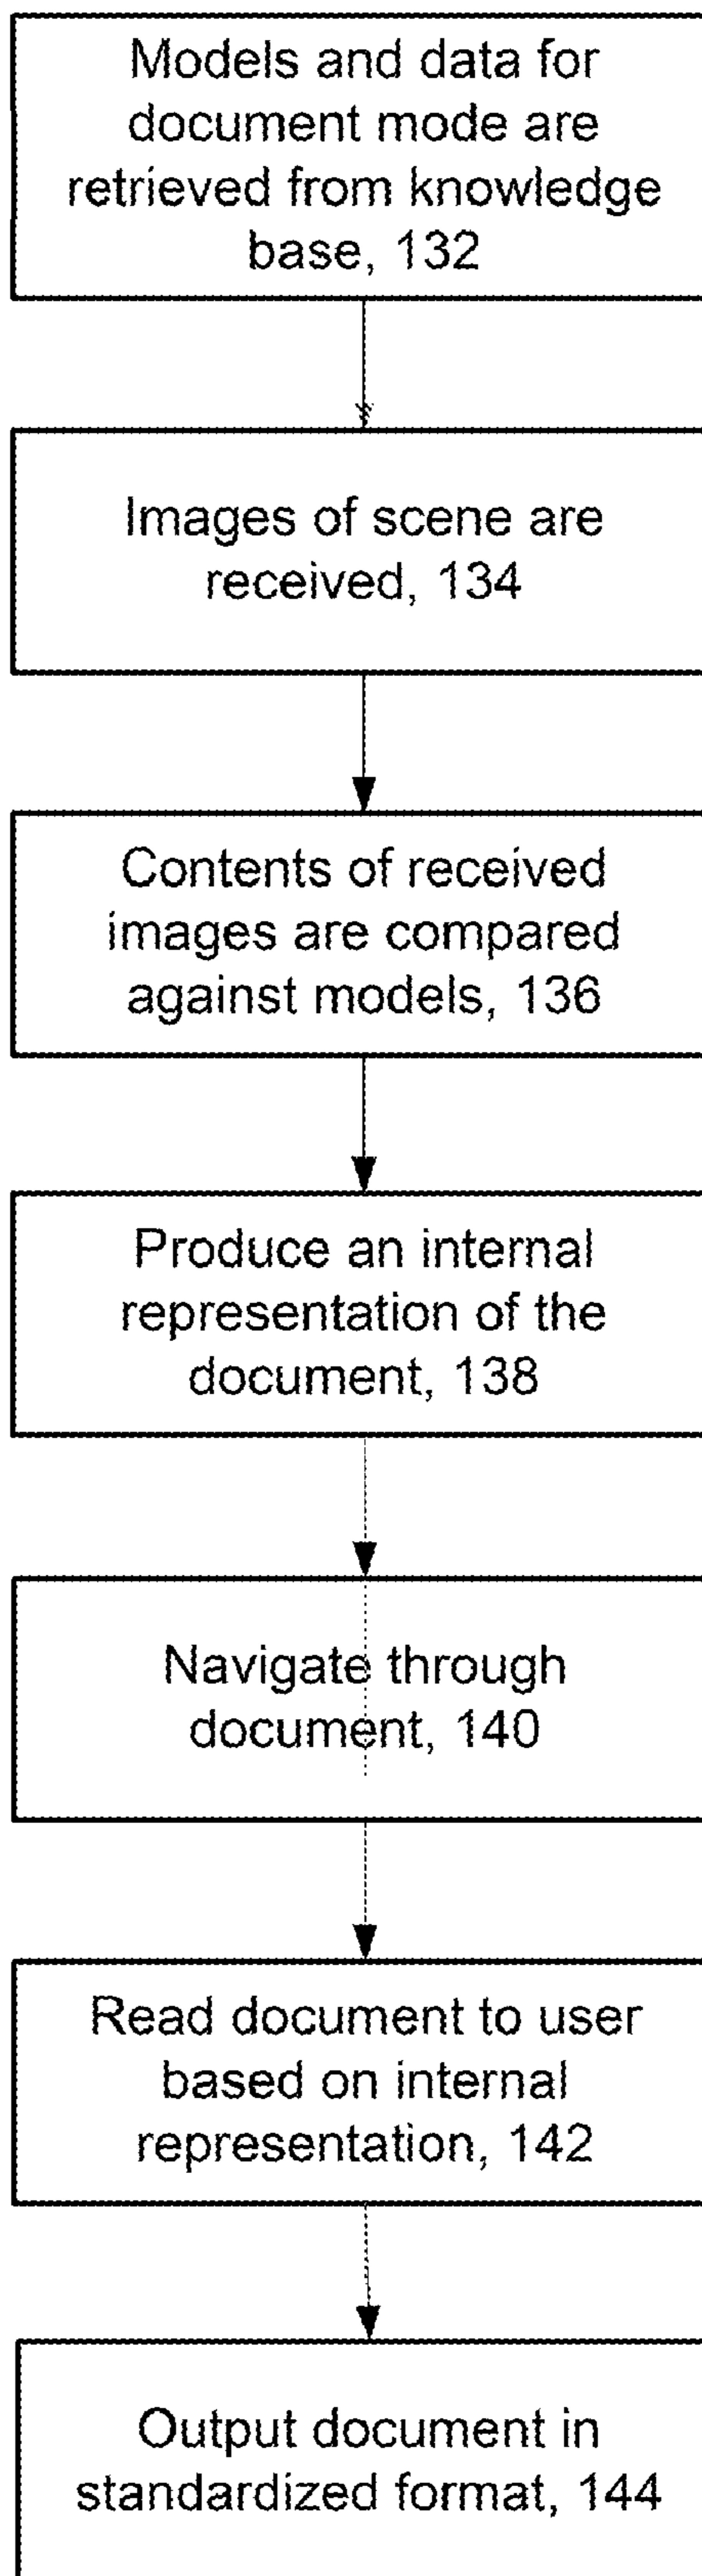 Models and data for
document mode are
retrieved from knowledge
base, 132
Images of scene are
received, 134
Contents of received
images are compared
against models, 136
Produce an internal
representation of the
document, 138
Navigate through
document, 140
Read document to user
based on internal
representation, 142
Output document in
standardized format, 144